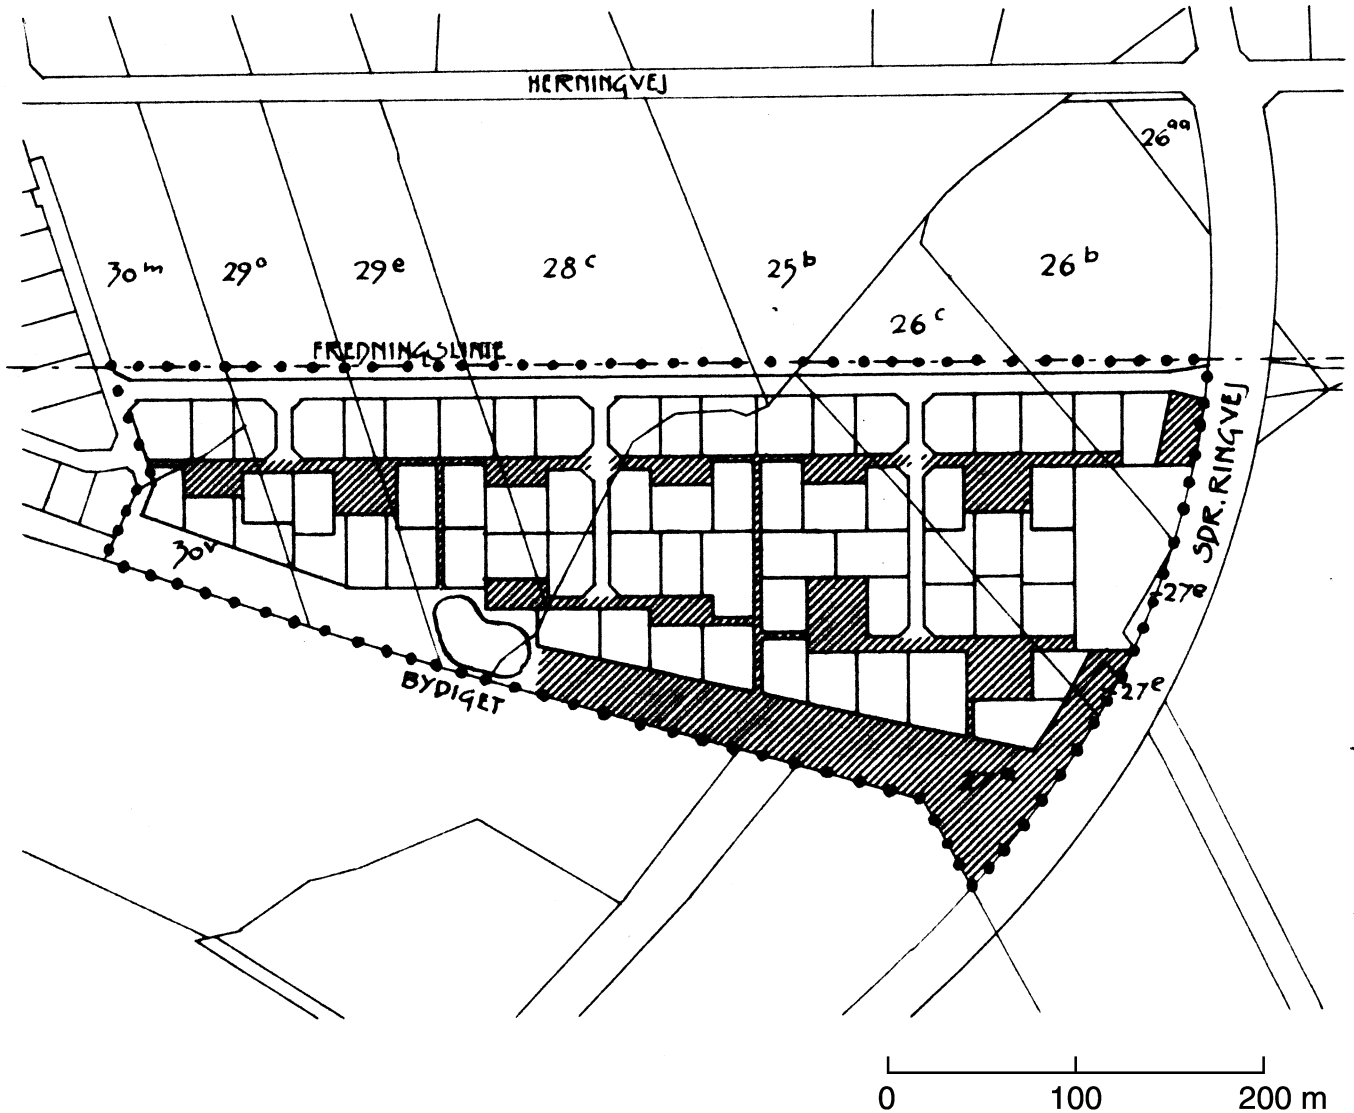 HERNINGVEJ
26aa
30m
29o
29e
28c
25b
26b
26c
FREDNINGSLINIE
SDR. RINGVEJ
30v
27e
27e
BYDIGET
0 100 200 m